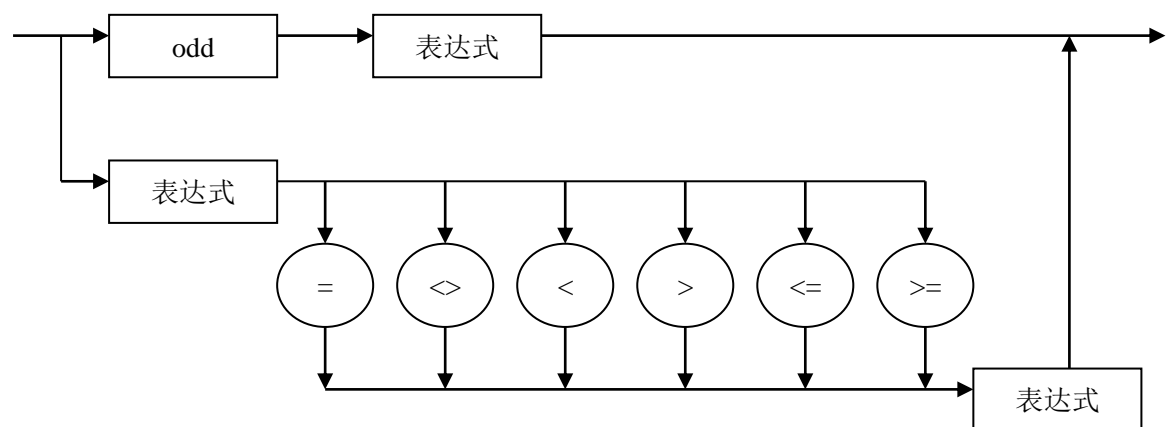 odd
表达式
表达式
=
<>
<
>
<=
>=
表达式